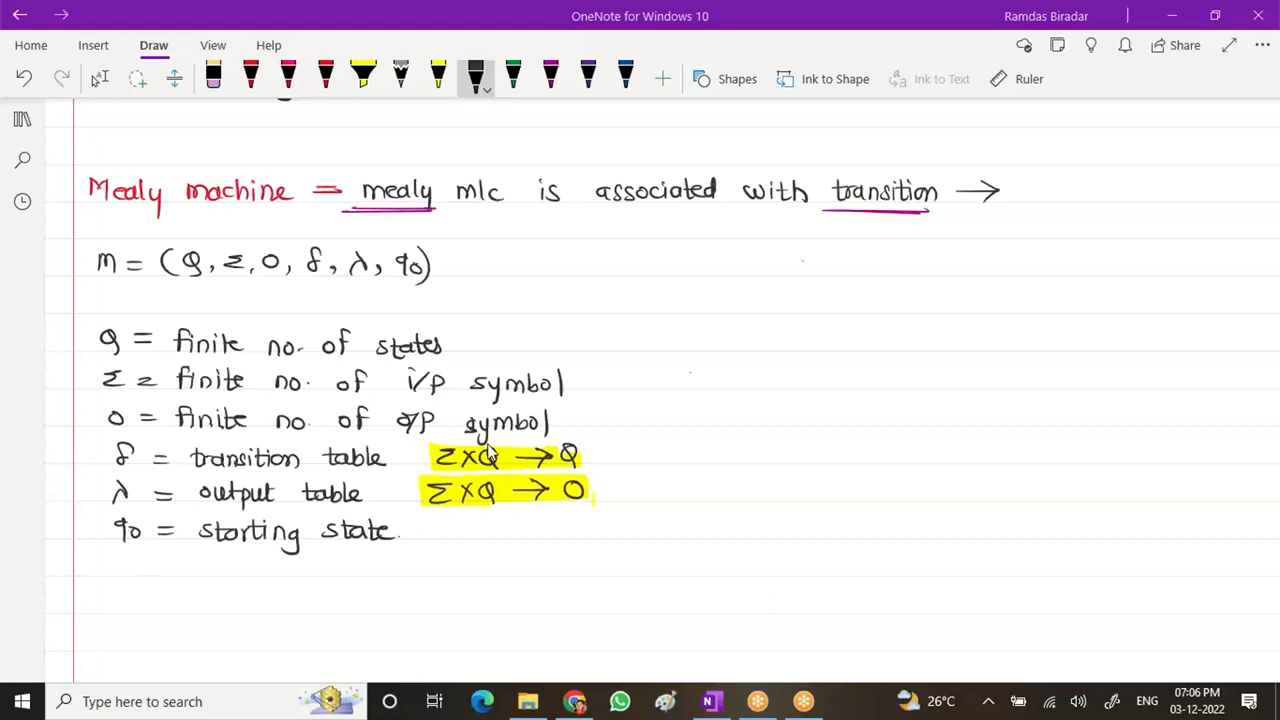 OneNote for Windows 10
Ramdas Biradar
Home Insert Draw View Help
Share
Shapes Ink to Shape Ink to Text Ruler
Mealy machine = mealy m/c is associated with transition →
M = (Q, Σ, O, δ, λ, q0)
Q = finite no. of states
Σ = finite no. of i/p symbol
O = finite no. of o/p symbol
δ = transition table Σ×Q → Q
λ = output table Σ×Q → O
q0 = starting state.
Type here to search
26°C
ENG
07:06 PM
03-12-2022